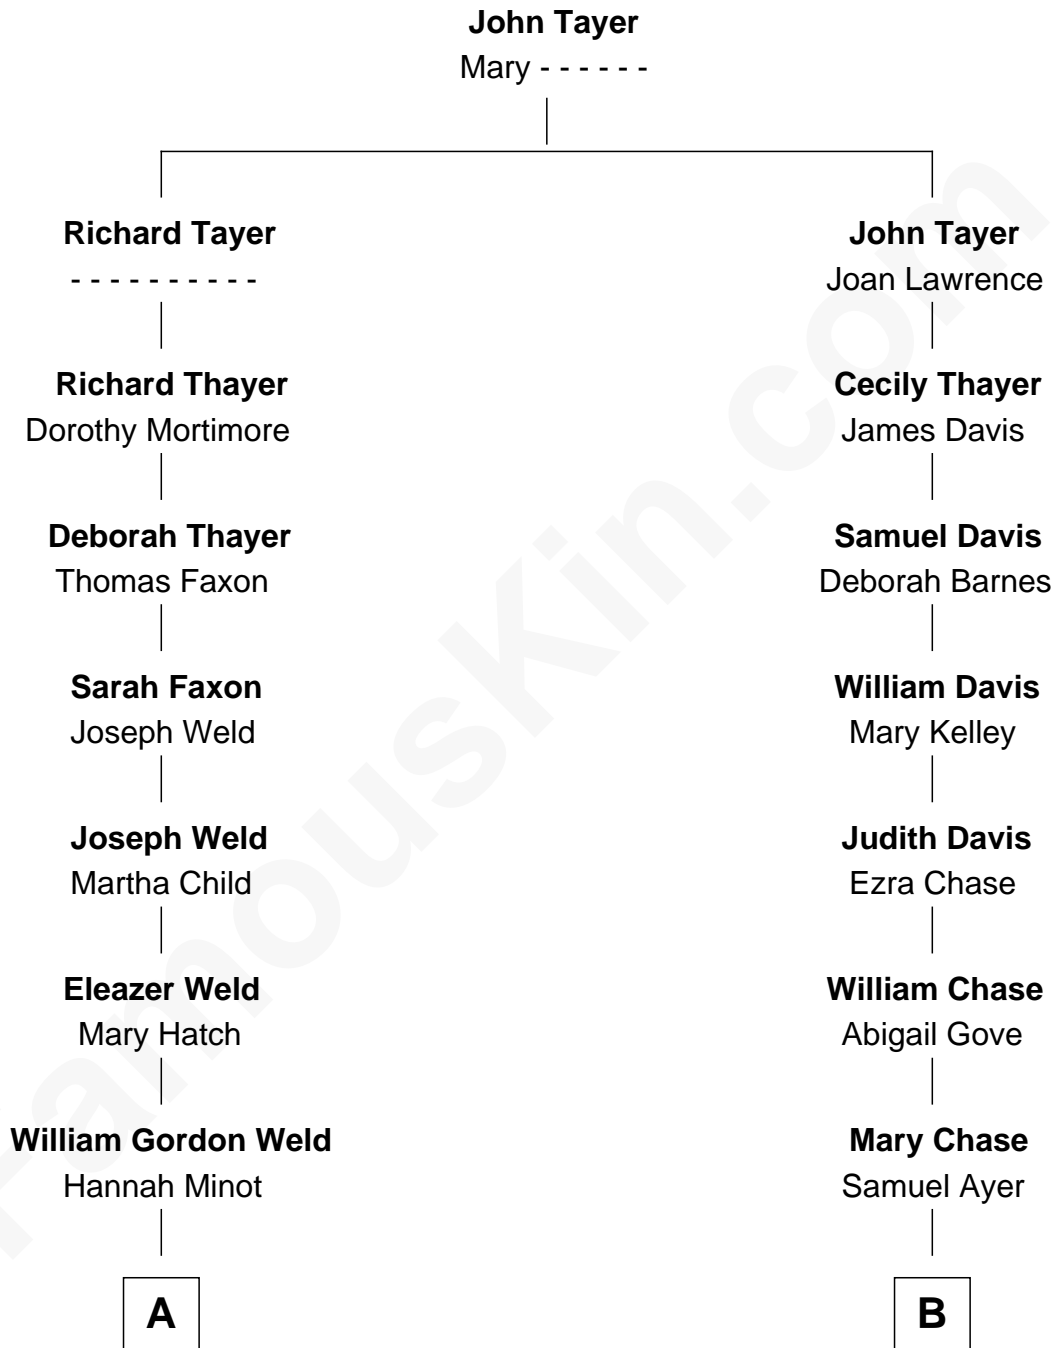 John Tayer
Mary - - - - - -
Richard Tayer
- - - - - - - - - -
John Tayer
Joan Lawrence
Richard Thayer
Dorothy Mortimore
Cecily Thayer
James Davis
Deborah Thayer
Thomas Faxon
Samuel Davis
Deborah Barnes
Sarah Faxon
Joseph Weld
William Davis
Mary Kelley
Joseph Weld
Martha Child
Judith Davis
Ezra Chase
Eleazer Weld
Mary Hatch
William Chase
Abigail Gove
William Gordon Weld
Hannah Minot
Mary Chase
Samuel Ayer
A
B
FamousKin.com